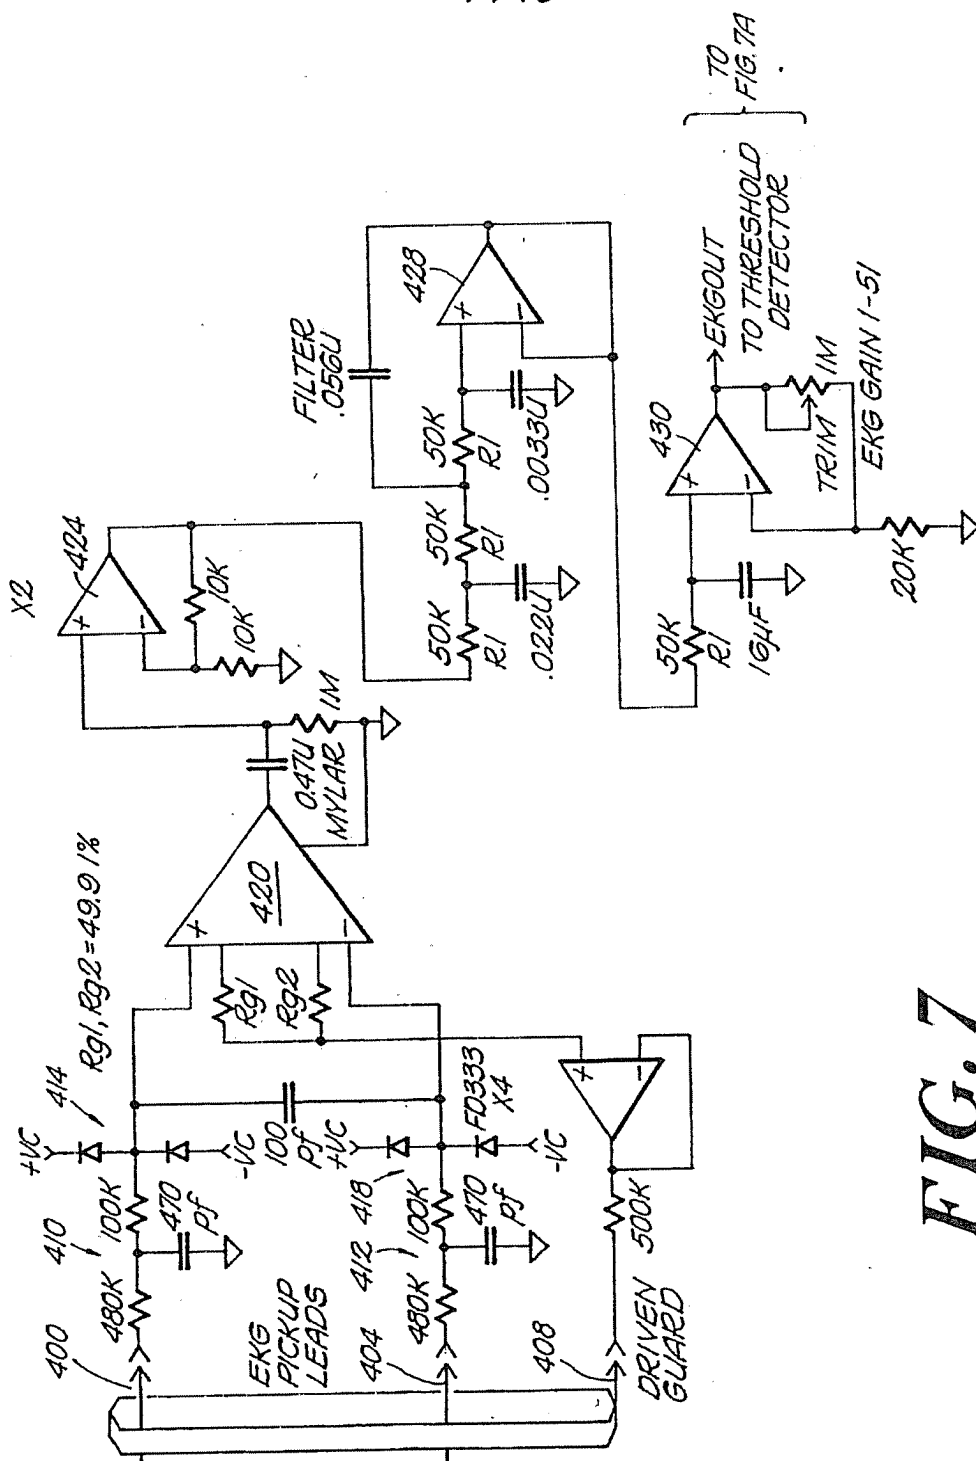 400
410
480K
100K
470
Pf
+VC
414
-VC
Rg1, Rg2 = 49.9 1%
EKG
PICKUP
LEADS
100
Pf
+VC
404
412
418
480K
100K
470
Pf
FD333
X4
-VC
408
DRIVEN
GUARD
500K
+
-
Rg1
Rg2
+
-
420
0.47U
MYLAR
1M
X2
424
+
-
10K
10K
FILTER
.056U
50K
R1
50K
R1
50K
R1
.022U
.0033U
428
+
-
50K
R1
16µF
430
+
-
20K
TRIM
1M
EKG GAIN 1-51
EKGOUT
TO THRESHOLD
DETECTOR
TO
FIG. 7A
FIG. 7